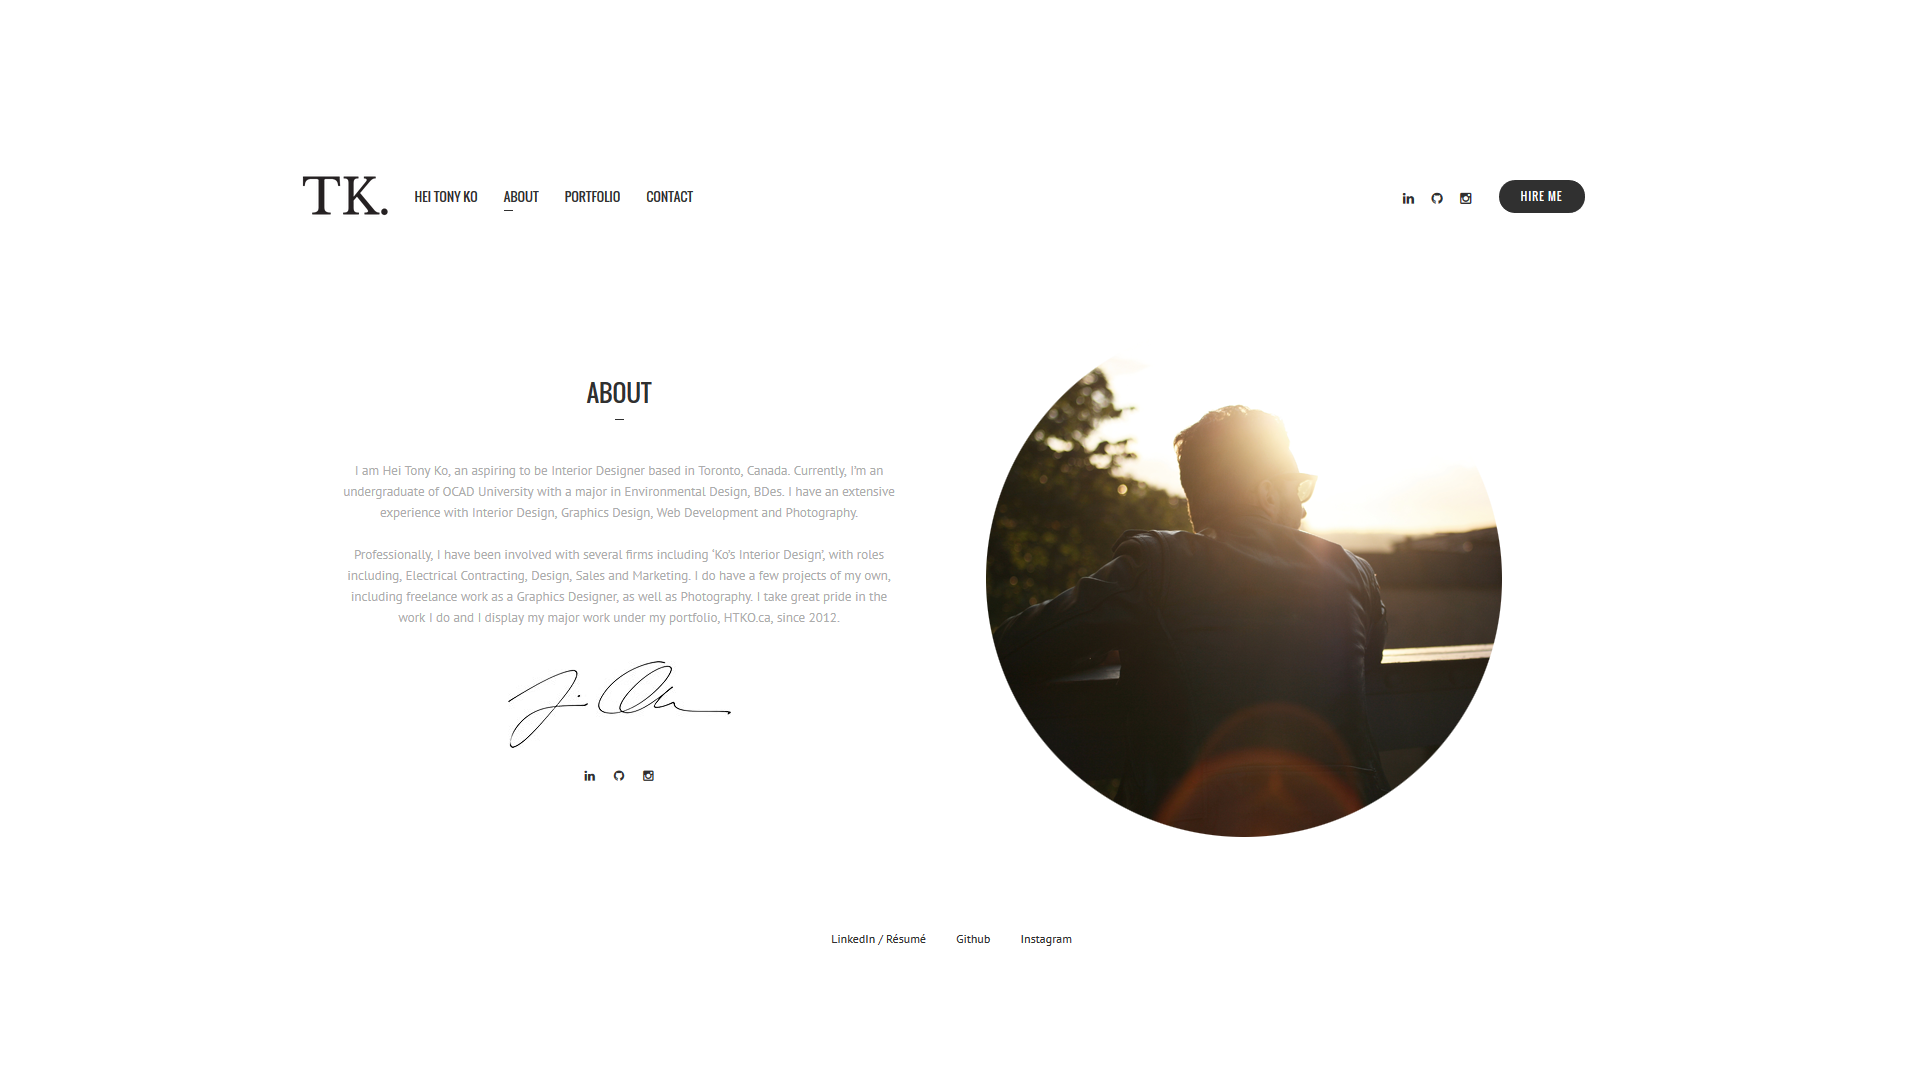 TK.
HEI TONY KO
ABOUT
PORTFOLIO
CONTACT
HIRE ME
ABOUT
I am Hei Tony Ko, an aspiring to be Interior Designer based in Toronto, Canada. Currently, I'm an
undergraduate of OCAD University with a major in Environmental Design, BDes. I have an extensive
experience with Interior Design, Graphics Design, Web Development and Photography.
Professionally, I have been involved with several firms including ‘Ko's Interior Design’, with roles
including, Electrical Contracting, Design, Sales and Marketing. I do have a few projects of my own,
including freelance work as a Graphics Designer, as well as Photography. I take great pride in the
work I do and I display my major work under my portfolio, HTKO.ca, since 2012.
LinkedIn / Résumé
Github
Instagram